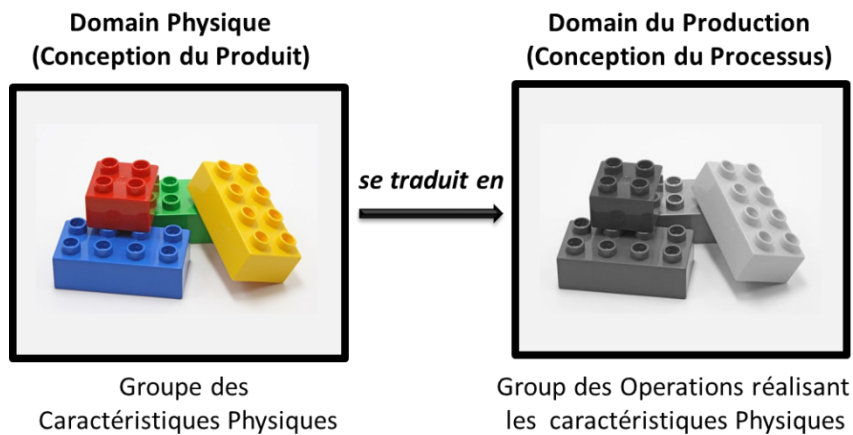 Domain Physique
(Conception du Produit)
Domain du Production
(Conception du Processus)
se traduit en
Groupe des
Caractéristiques Physiques
Group des Operations réalisant
les caractéristiques Physiques